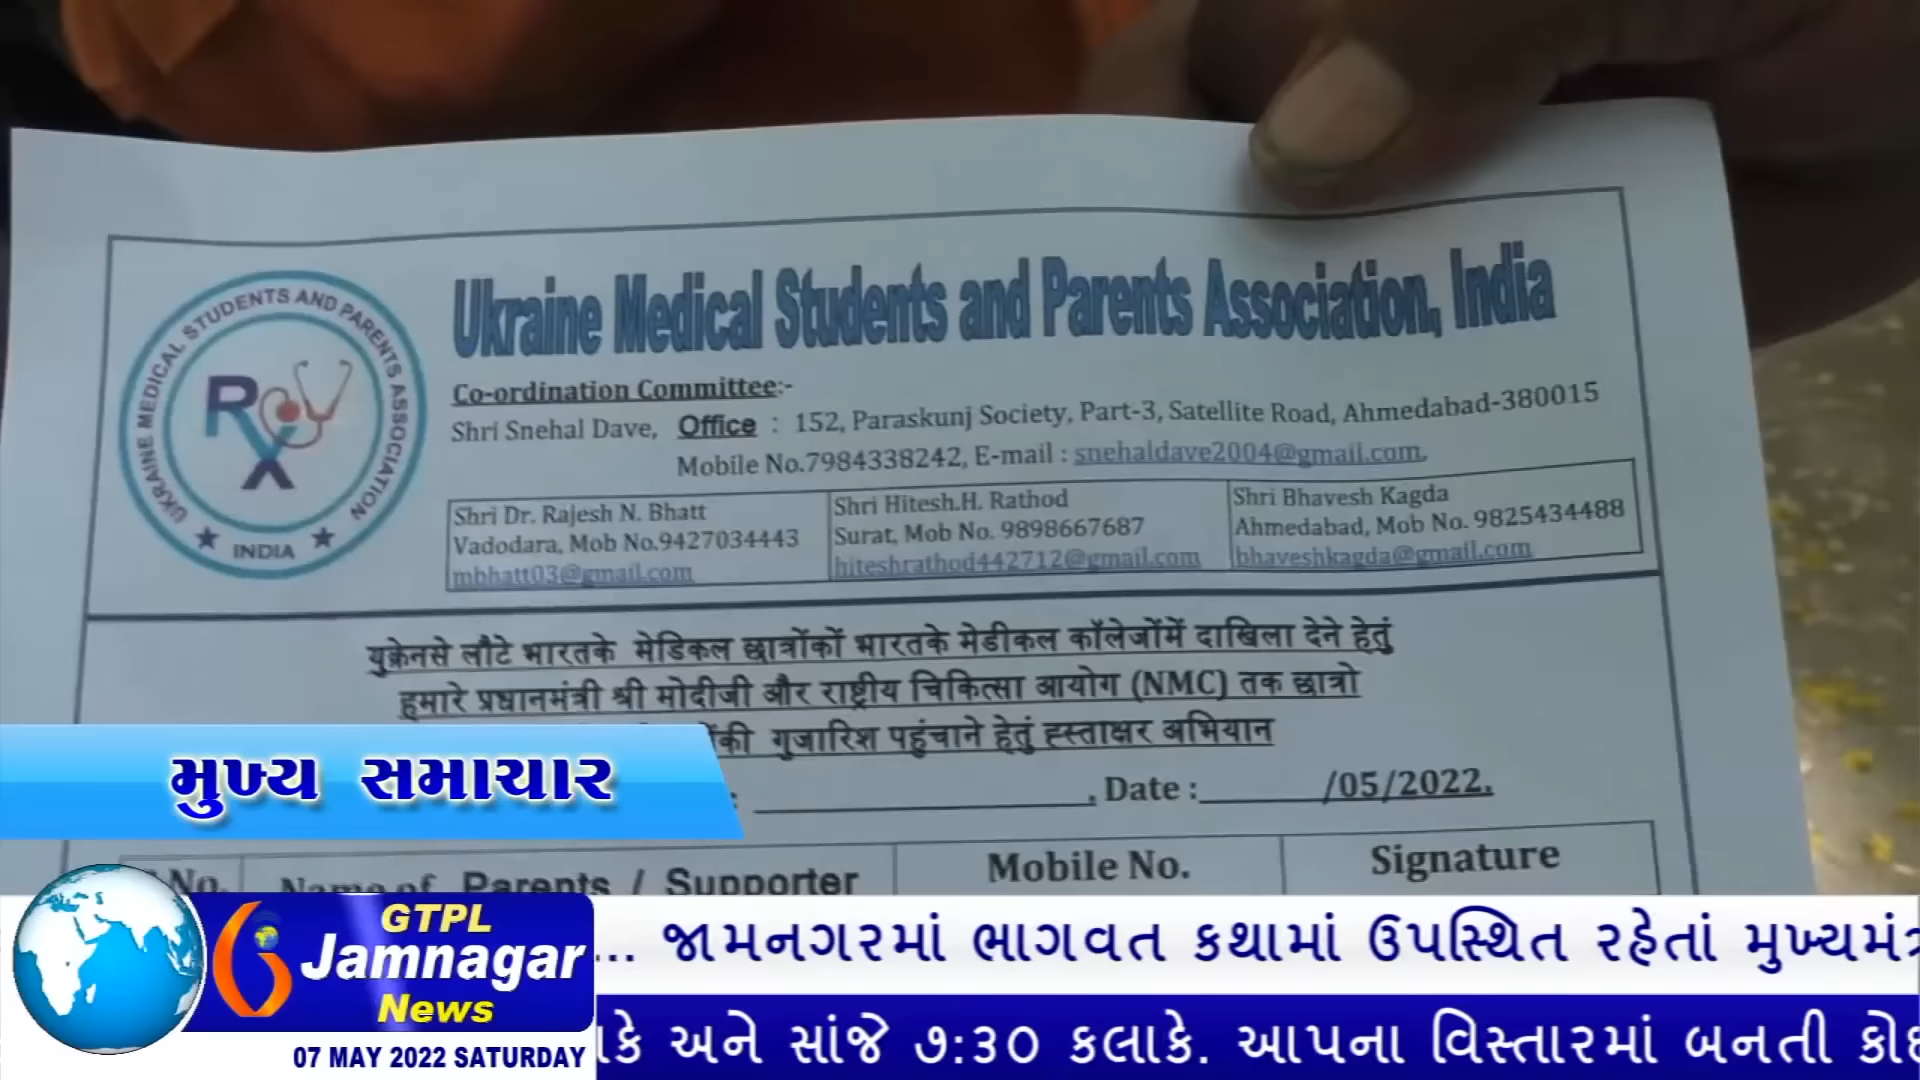 UKRAINE MEDICAL STUDENTS AND PARENTS ASSOCIATION
INDIA
Rx
Ukraine Medical Students and Parents Association, India
Co-ordination Committee:-
Shri Snehal Dave, Office : 152, Paraskunj Society, Part-3, Satellite Road, Ahmedabad-380015
Mobile No.7984338242, E-mail : snehaldave2004@gmail.com.
Shri Dr. Rajesh N. Bhatt
Vadodara, Mob No.9427034443
mbhatt03@gmail.com
Shri Hitesh.H. Rathod
Surat, Mob No. 9898667687
hiteshrathod442712@gmail.com
Shri Bhavesh Kagda
Ahmedabad, Mob No. 9825434488
bhaveshkagda@gmail.com
युक्रेनसे लौटे भारतके मेडिकल छात्रोंकों भारतके मेडीकल कॉलेजोंमें दाखिला देने हेतुं
हमारे प्रधानमंत्री श्री मोदीजी और राष्ट्रीय चिकित्सा आयोग (NMC) तक छात्रो
की गुजारिश पहुंचाने हेतुं ह्स्ताक्षर अभियान
, Date : /05/2022.
No. Name of Parents / Supporter Mobile No. Signature
મુખ્ય સમાચાર
GTPL
Jamnagar
News
07 MAY 2022 SATURDAY
... જામનગરમાં ભાગવત કથામાં ઉપસ્થિત રહેતાં
અને સાંજે ૭:૩૦ કલાકે. આપના વિસ્તારમાં બનતી